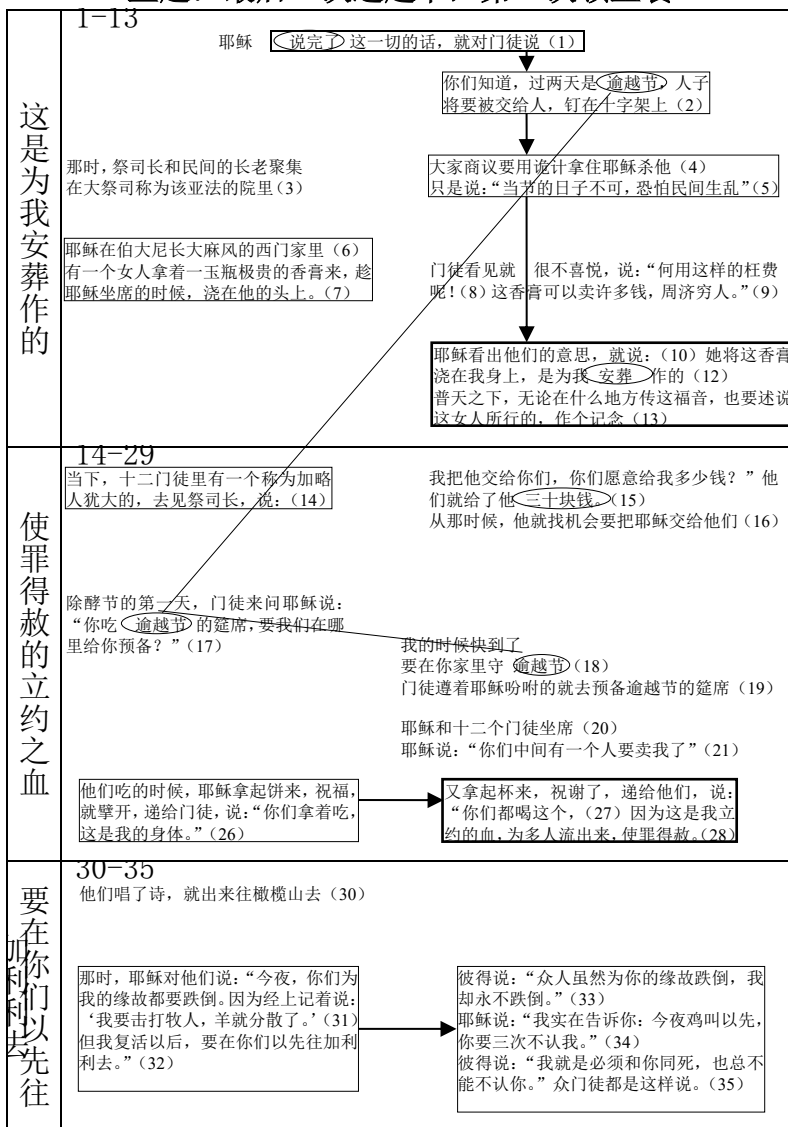 1-13
这是为我安葬作的
耶稣 说完了 这一切的话，就对门徒说（1）
你们知道，过两天是 逾越节，人子
将要被交给人，钉在十字架上（2）
那时，祭司长和民间的长老聚集
在大祭司称为该亚法的院里（3）
大家商议要用诡计拿住耶稣杀他（4）
只是说：“当节的日子不可，恐怕民间生乱”（5）
耶稣在伯大尼长大麻风的西门家里（6）
有一个女人拿着一玉瓶极贵的香膏来，趁
耶稣坐席的时候，浇在他的头上。（7）
门徒看见就 很不喜悦，说：“何用这样的枉费
呢！（8）这香膏可以卖许多钱，周济穷人。”（9）
耶稣看出他们的意思，就说：（10）她将这香膏
浇在我身上，是为我 安葬 作的（12）
普天之下，无论在什么地方传这福音，也要述说
这女人所行的，作个记念（13）
14-29
使罪得赦的立约之血
当下，十二门徒里有一个称为加略
人犹大的，去见祭司长，说：（14）
我把他交给你们，你们愿意给我多少钱？”他
们就给了他 三十块钱。（15）
从那时候，他就找机会要把耶稣交给他们（16）
除酵节的第一天，门徒来问耶稣说：
“你吃 逾越节 的筵席，要我们在哪
里给你预备？”（17）
我的时候快到了
要在你家里守 逾越节（18）
门徒遵着耶稣吩咐的就去预备逾越节的筵席（19）
耶稣和十二个门徒坐席（20）
耶稣说：“你们中间有一个人要卖我了”（21）
他们吃的时候，耶稣拿起饼来，祝福，
就擘开，递给门徒，说：“你们拿着吃，
这是我的身体。”（26）
又拿起杯来，祝谢了，递给他们，说：
“你们都喝这个，（27）因为这是我立
约的血，为多人流出来，使罪得赦。（28）
30-35
要在你们以先往
加利利去
他们唱了诗，就出来往橄榄山去（30）
那时，耶稣对他们说：“今夜，你们为
我的缘故都要跌倒。因为经上记着说：
‘我要击打牧人，羊就分散了。’（31）
但我复活以后，要在你们以先往加利
利去。”（32）
彼得说：“众人虽然为你的缘故跌倒，我
却永不跌倒。”（33）
耶稣说：“我实在告诉你：今夜鸡叫以先，
你要三次不认我。”（34）
彼得说：“我就是必须和你同死，也总不
能不认你。”众门徒都是这样说。（35）